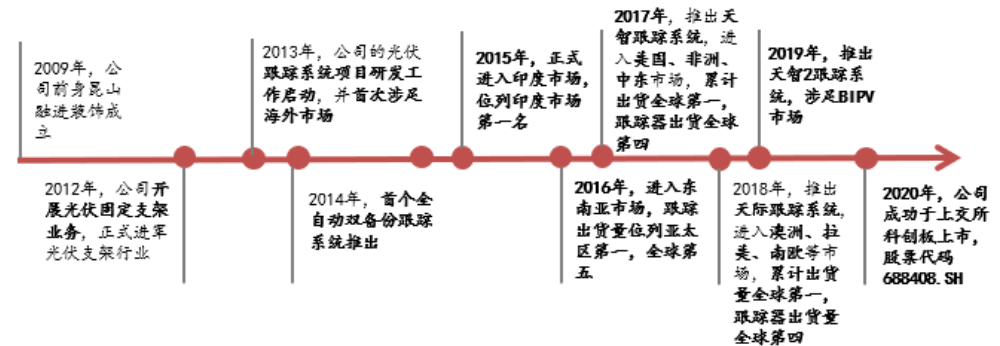 2009年，公
司前身昆山
融进装饰成
立
2012年，公司开
展光伏固定支架
业务，正式进军
光伏支架行业
2013年，公司的光伏
跟踪系统项目研发工
作启动，并首次涉足
海外市场
2014年，首个全
自动双备份跟踪
系统推出
2015年，正式
进入印度市场，
位列印度市场
第一名
2016年，进入东
南亚市场，跟踪
出货量位列亚太
区第一，全球第
五
2017年，推出天
智跟踪系统，进
入美国、非洲、
中东市场，累计
出货全球第一，
跟踪器出货全球
第四
2018年，推出
天际跟踪系统，
进入澳洲、拉
美、南欧等市
场，累计出货
量全球第一，
跟踪器出货量
全球第四
2019年，推出
天智2跟踪系
统，涉足BIPV
市场
2020年，公司
成功于上交所
科创板上市，
股票代码
688408.SH